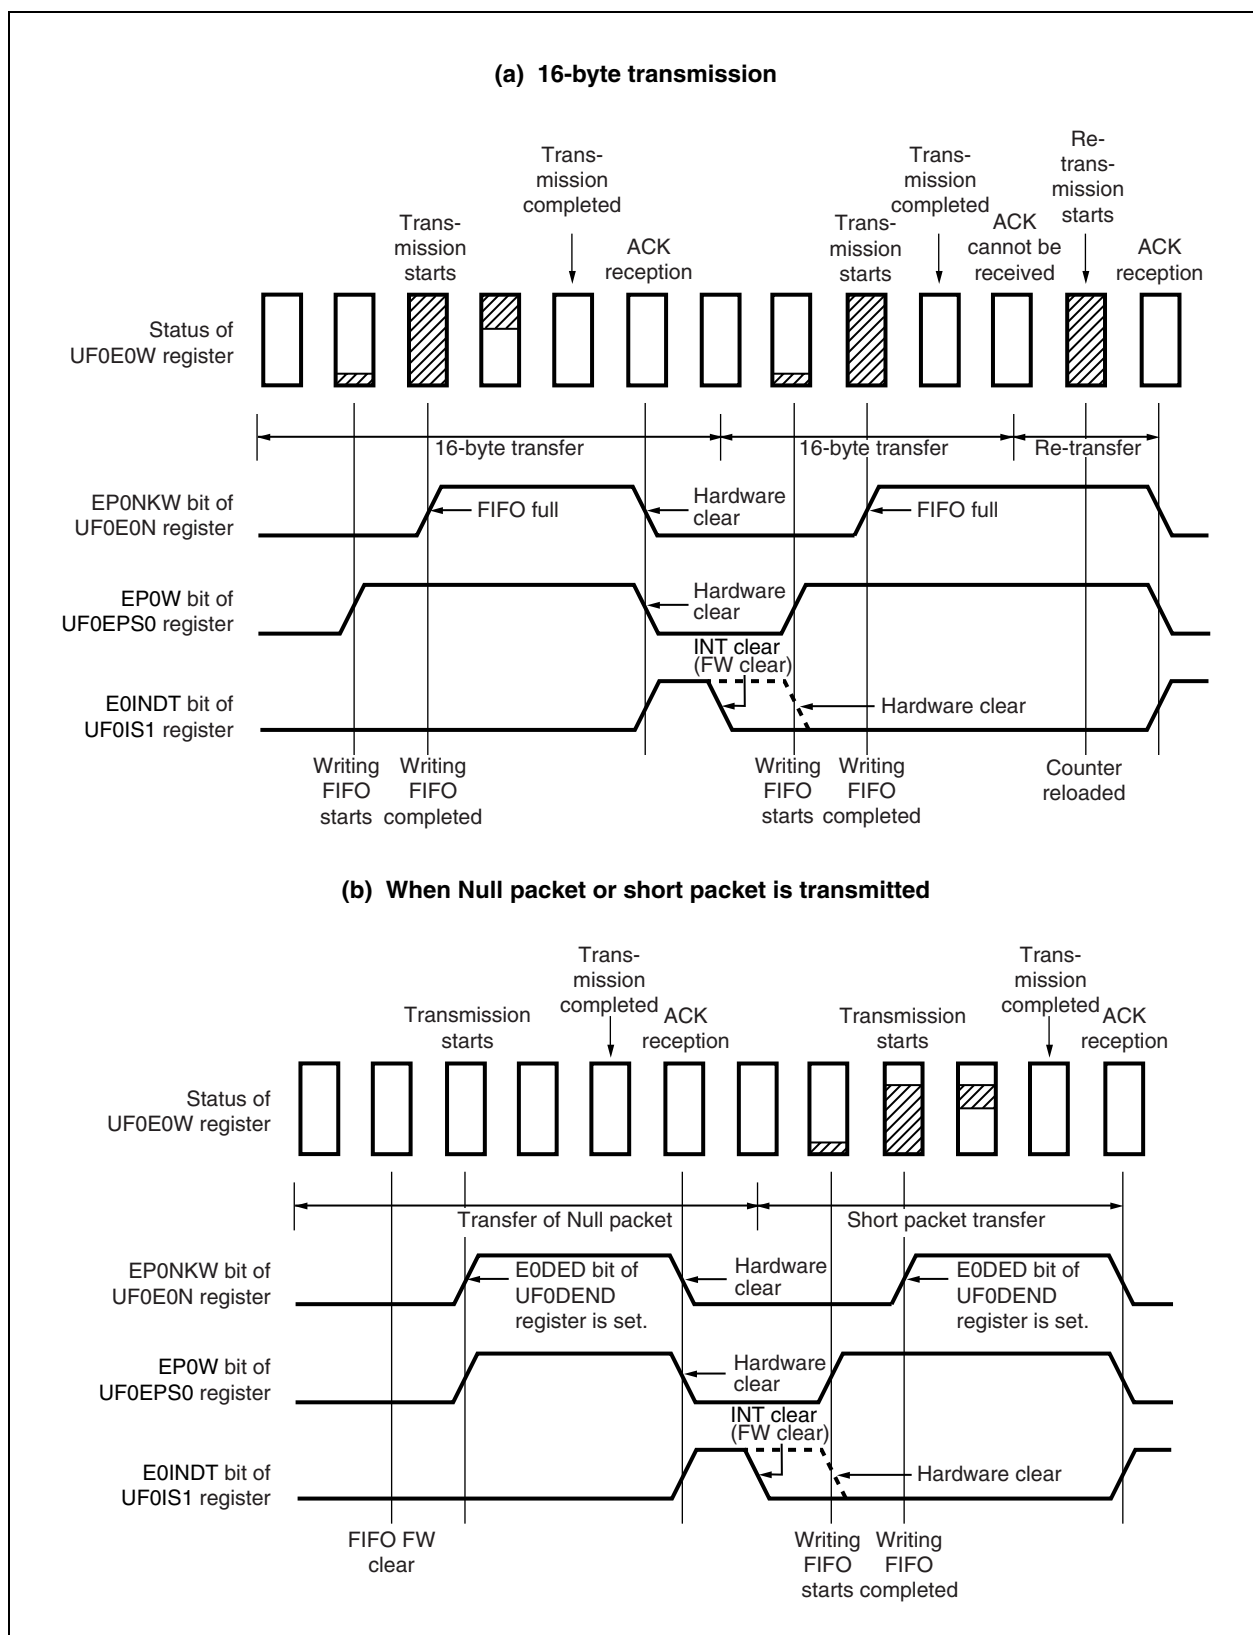 (a) 16-byte transmission
Trans-
mission
completed
Trans-
mission
completed
Re-
trans-
mission
starts
Trans-
mission
starts
ACK
reception
Trans-
mission
starts
ACK
cannot be
received
ACK
reception
Status of
UF0E0W register
16-byte transfer
16-byte transfer
Re-transfer
EP0NKW bit of
UF0E0N register
FIFO full
Hardware
clear
FIFO full
EP0W bit of
UF0EPS0 register
Hardware
clear
INT clear
(FW clear)
E0INDT bit of
UF0IS1 register
Hardware clear
Writing
FIFO
starts
Writing
FIFO
completed
Writing
FIFO
starts
Writing
FIFO
completed
Counter
reloaded
(b) When Null packet or short packet is transmitted
Trans-
mission
completed
Trans-
mission
completed
Transmission
starts
ACK
reception
Transmission
starts
ACK
reception
Status of
UF0E0W register
Transfer of Null packet
Short packet transfer
EP0NKW bit of
UF0E0N register
E0DED bit of
UF0DEND
register is set.
Hardware
clear
E0DED bit of
UF0DEND
register is set.
EP0W bit of
UF0EPS0 register
Hardware
clear
INT clear
(FW clear)
E0INDT bit of
UF0IS1 register
Hardware clear
FIFO FW
clear
Writing
FIFO
starts
Writing
FIFO
completed